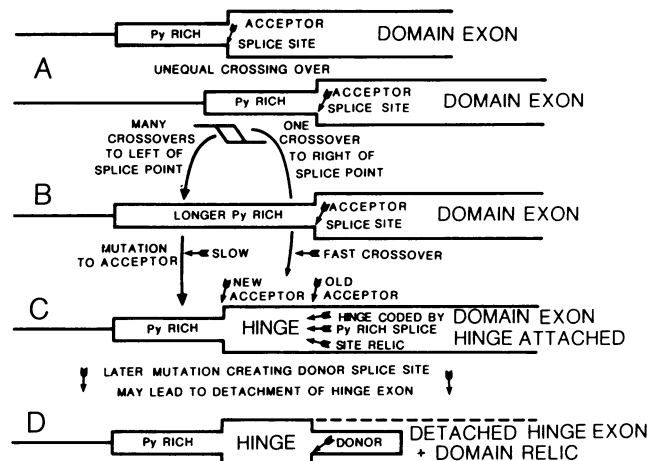 ACCEPTOR
Py RICH
SPLICE SITE
DOMAIN EXON
A
UNEQUAL CROSSING OVER
Py RICH
ACCEPTOR
SPLICE SITE
DOMAIN EXON
MANY
CROSSOVERS
TO LEFT OF
SPLICE POINT
ONE
CROSSOVER
TO RIGHT OF
SPLICE POINT
B
LONGER Py RICH
ACCEPTOR
SPLICE SITE
DOMAIN EXON
MUTATION
TO ACCEPTOR
SLOW
FAST CROSSOVER
NEW
ACCEPTOR
OLD
ACCEPTOR
C
Py RICH
HINGE
HINGE CODED BY
Py RICH SPLICE
SITE RELIC
DOMAIN EXON
HINGE ATTACHED
LATER MUTATION CREATING DONOR SPLICE SITE
MAY LEAD TO DETACHMENT OF HINGE EXON
D
Py RICH
HINGE
DONOR
DETACHED HINGE EXON
+ DOMAIN RELIC